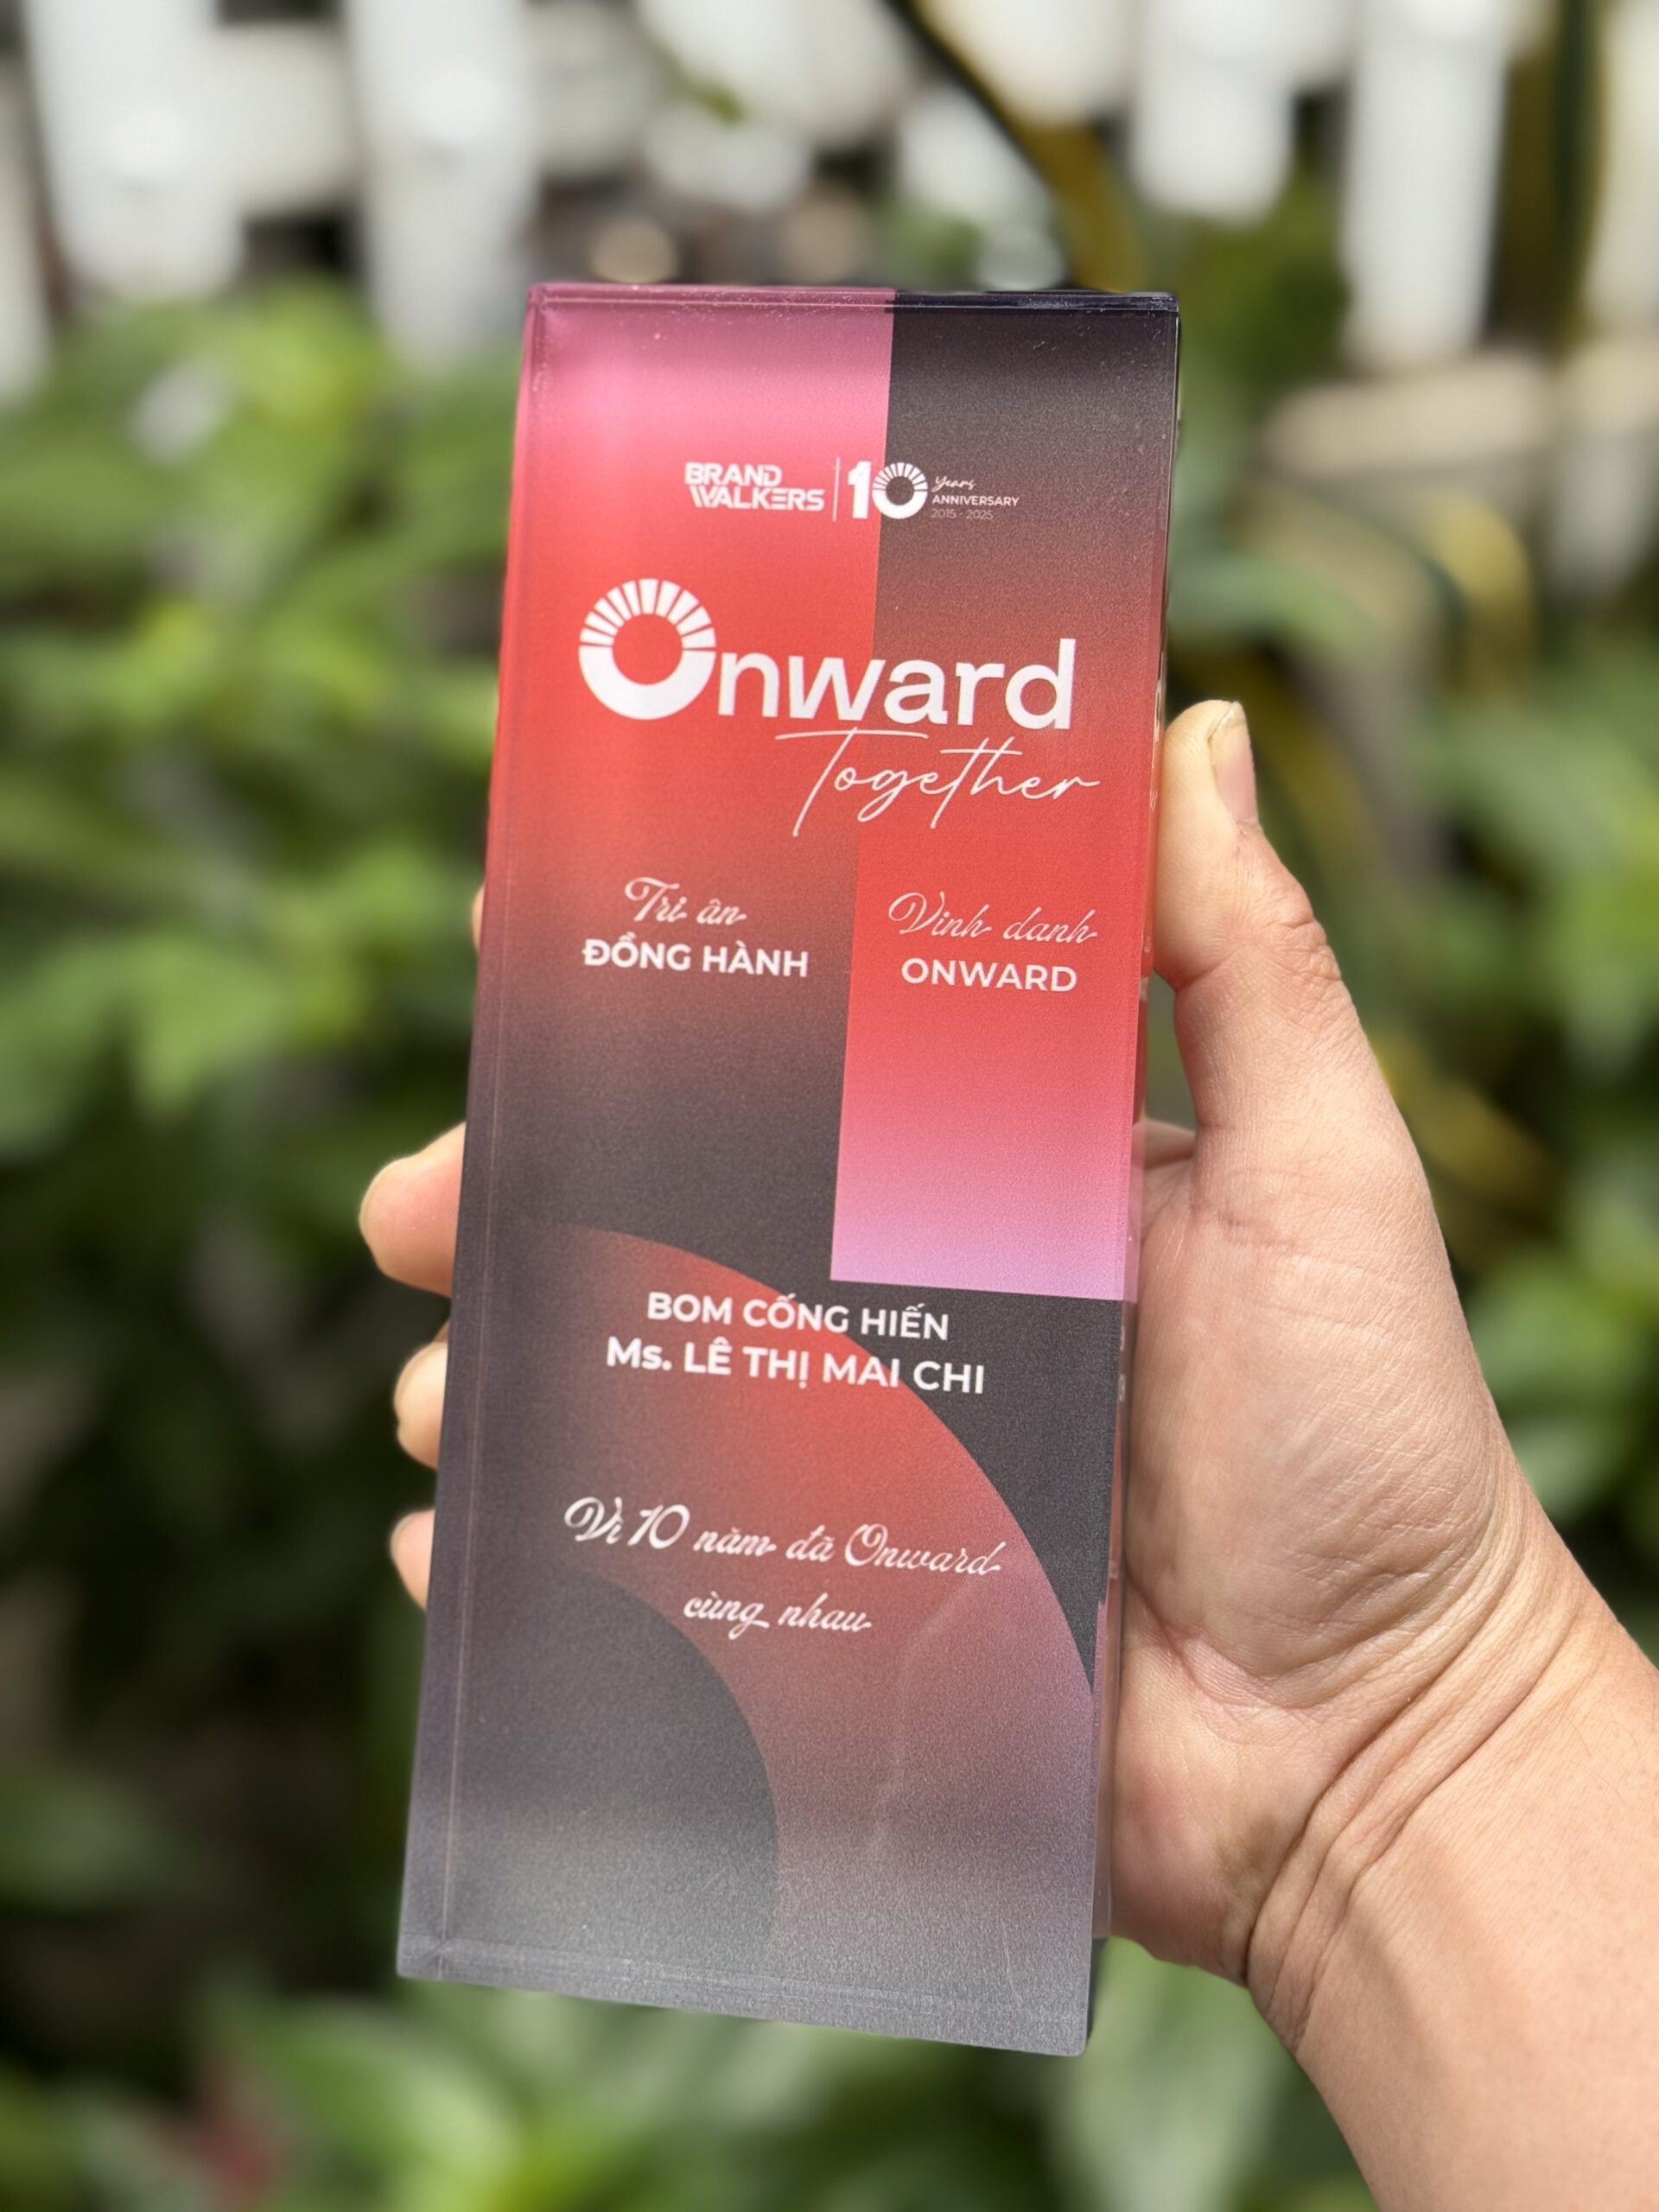 BRAND
WALKERS
10
Years
ANNIVERSARY
2015 - 2025
Onward
Together
Tri ân
ĐỒNG HÀNH
Vinh danh
ONWARD
BOM CỐNG HIẾN
Ms. LÊ THỊ MAI CHI
Vì 10 năm đã Onward
cùng nhau